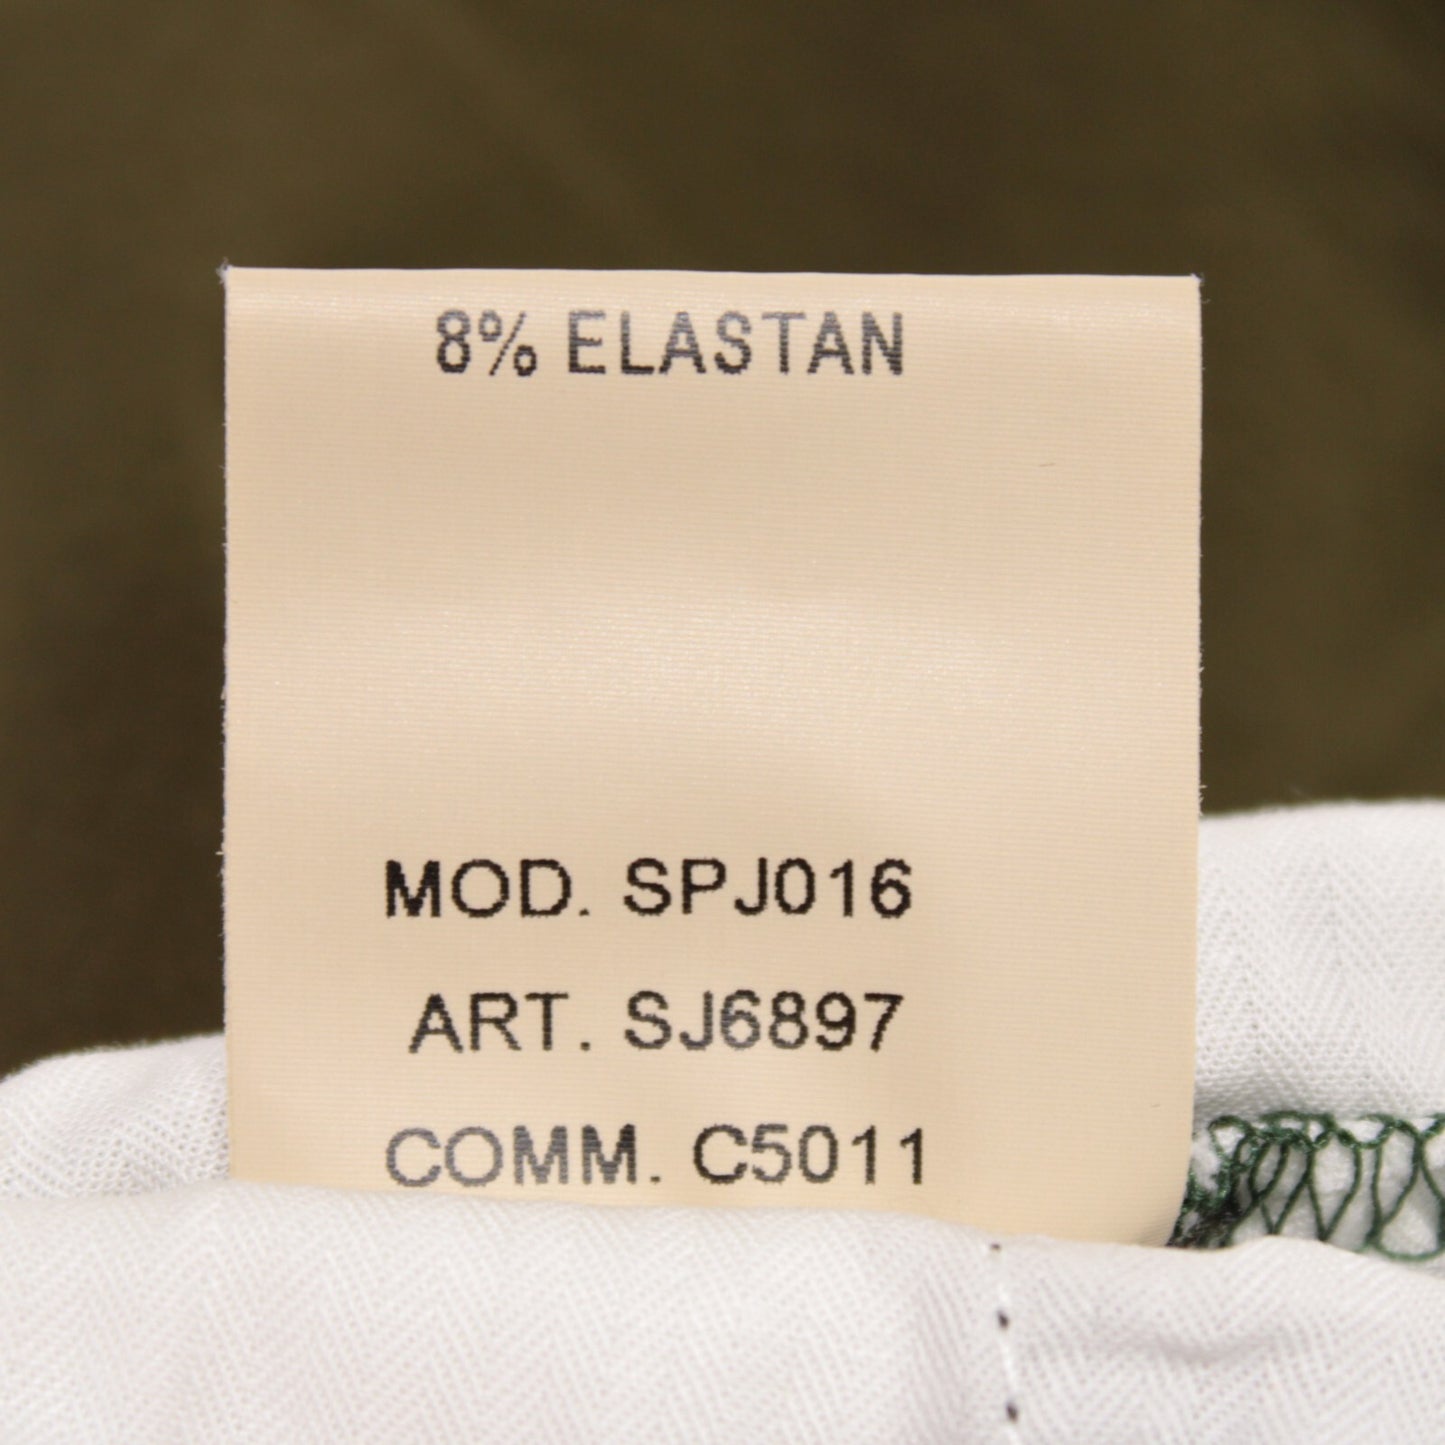 8% ELASTAN
MOD. SPJ016
ART. SJ6897
COMM. C5011